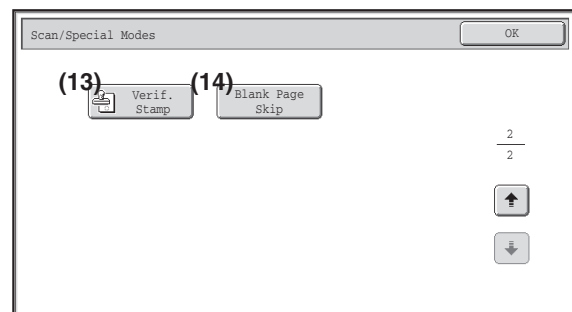 Scan/Special Modes
OK
(13)
Verif.
Stamp
(14)
Blank Page
Skip
2
2